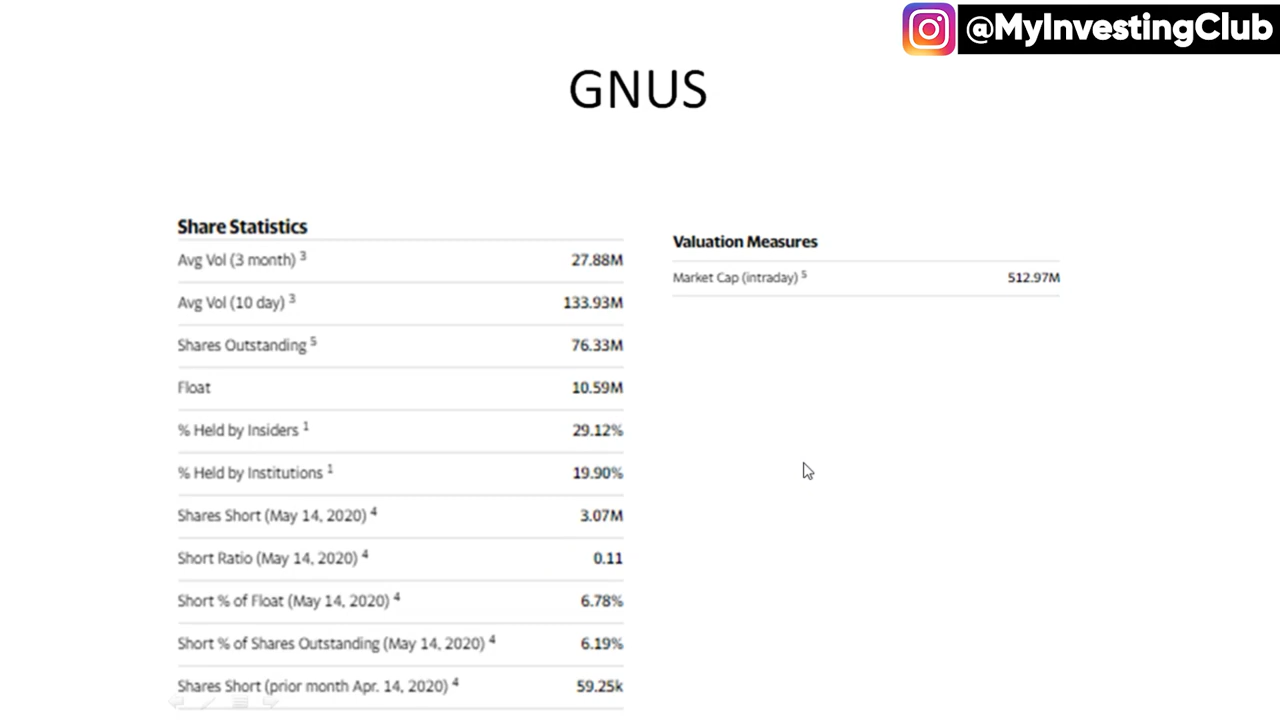 @MyInvestingClub
GNUS
Share Statistics
Avg Vol (3 month) 3 27.88M
Avg Vol (10 day) 3 133.93M
Shares Outstanding 5 76.33M
Float 10.59M
% Held by Insiders 1 29.12%
% Held by Institutions 1 19.90%
Shares Short (May 14, 2020) 4 3.07M
Short Ratio (May 14, 2020) 4 0.11
Short % of Float (May 14, 2020) 4 6.78%
Short % of Shares Outstanding (May 14, 2020) 4 6.19%
Shares Short (prior month Apr. 14, 2020) 4 59.25k
Valuation Measures
Market Cap (intraday) 5 512.97M